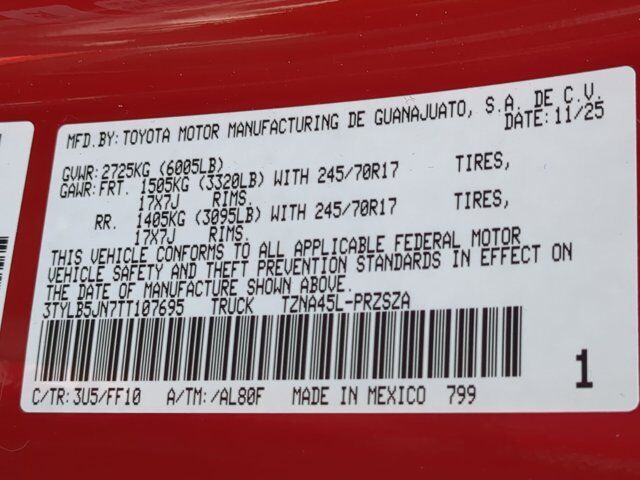 MFD.BY: TOYOTA MOTOR MANUFACTURING DE GUANAJUATO, S.A. DE C.V.
DATE: 11/25
GVWR: 2725KG (6005LB)
GAWR: FRT. 1505KG (3320LB) WITH 245/70R17 TIRES,
17X7J RIMS.
RR. 1405KG (3095LB) WITH 245/70R17 TIRES,
17X7J RIMS.
THIS VEHICLE CONFORMS TO ALL APPLICABLE FEDERAL MOTOR
VEHICLE SAFETY AND THEFT PREVENTION STANDARDS IN EFFECT ON
THE DATE OF MANUFACTURE SHOWN ABOVE.
3TYLB5JN7TT107695 TRUCK TZNA45L-PRZSZA
1
C/TR: 3U5/FF10 A/TM: /AL80F MADE IN MEXICO 799